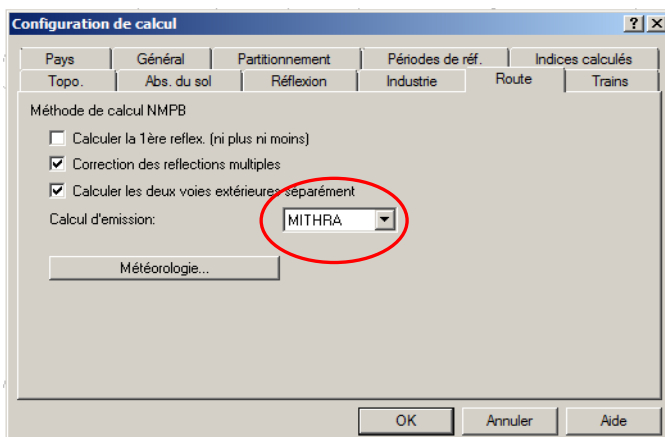 Configuration de calcul
Pays Général Partitionnement Périodes de réf. Indices calculés
Topo. Abs. du sol Réflexion Industrie Route Trains
Méthode de calcul NMPB
Calculer la 1ère reflex. (ni plus ni moins)
Correction des reflections multiples
Calculer les deux voies extérieures séparément
Calcul d'emission: MITHRA
Météorologie...
OK Annuler Aide